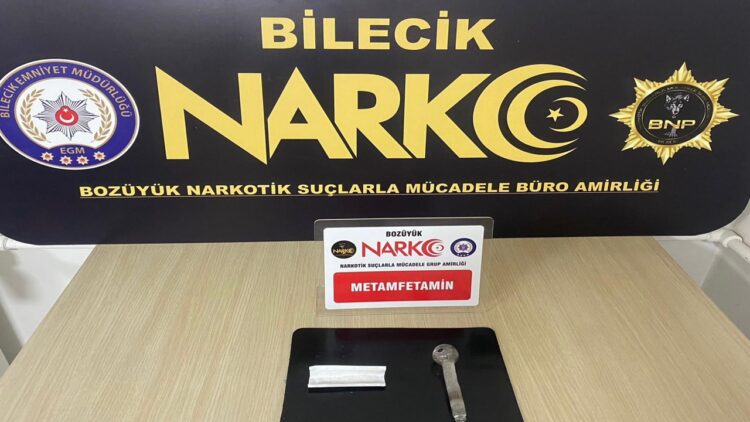 BİLECİK
NARKO
BİLECİK EMNİYET MÜDÜRLÜĞÜ
EGM
BNP
BOZÜYÜK NARKOTİK SUÇLARLA MÜCADELE BÜRO AMİRLİĞİ
BOZÜYÜK
NARKO
NARKOTİK SUÇLARLA MÜCADELE GRUP AMİRLİĞİ
METAMFETAMİN